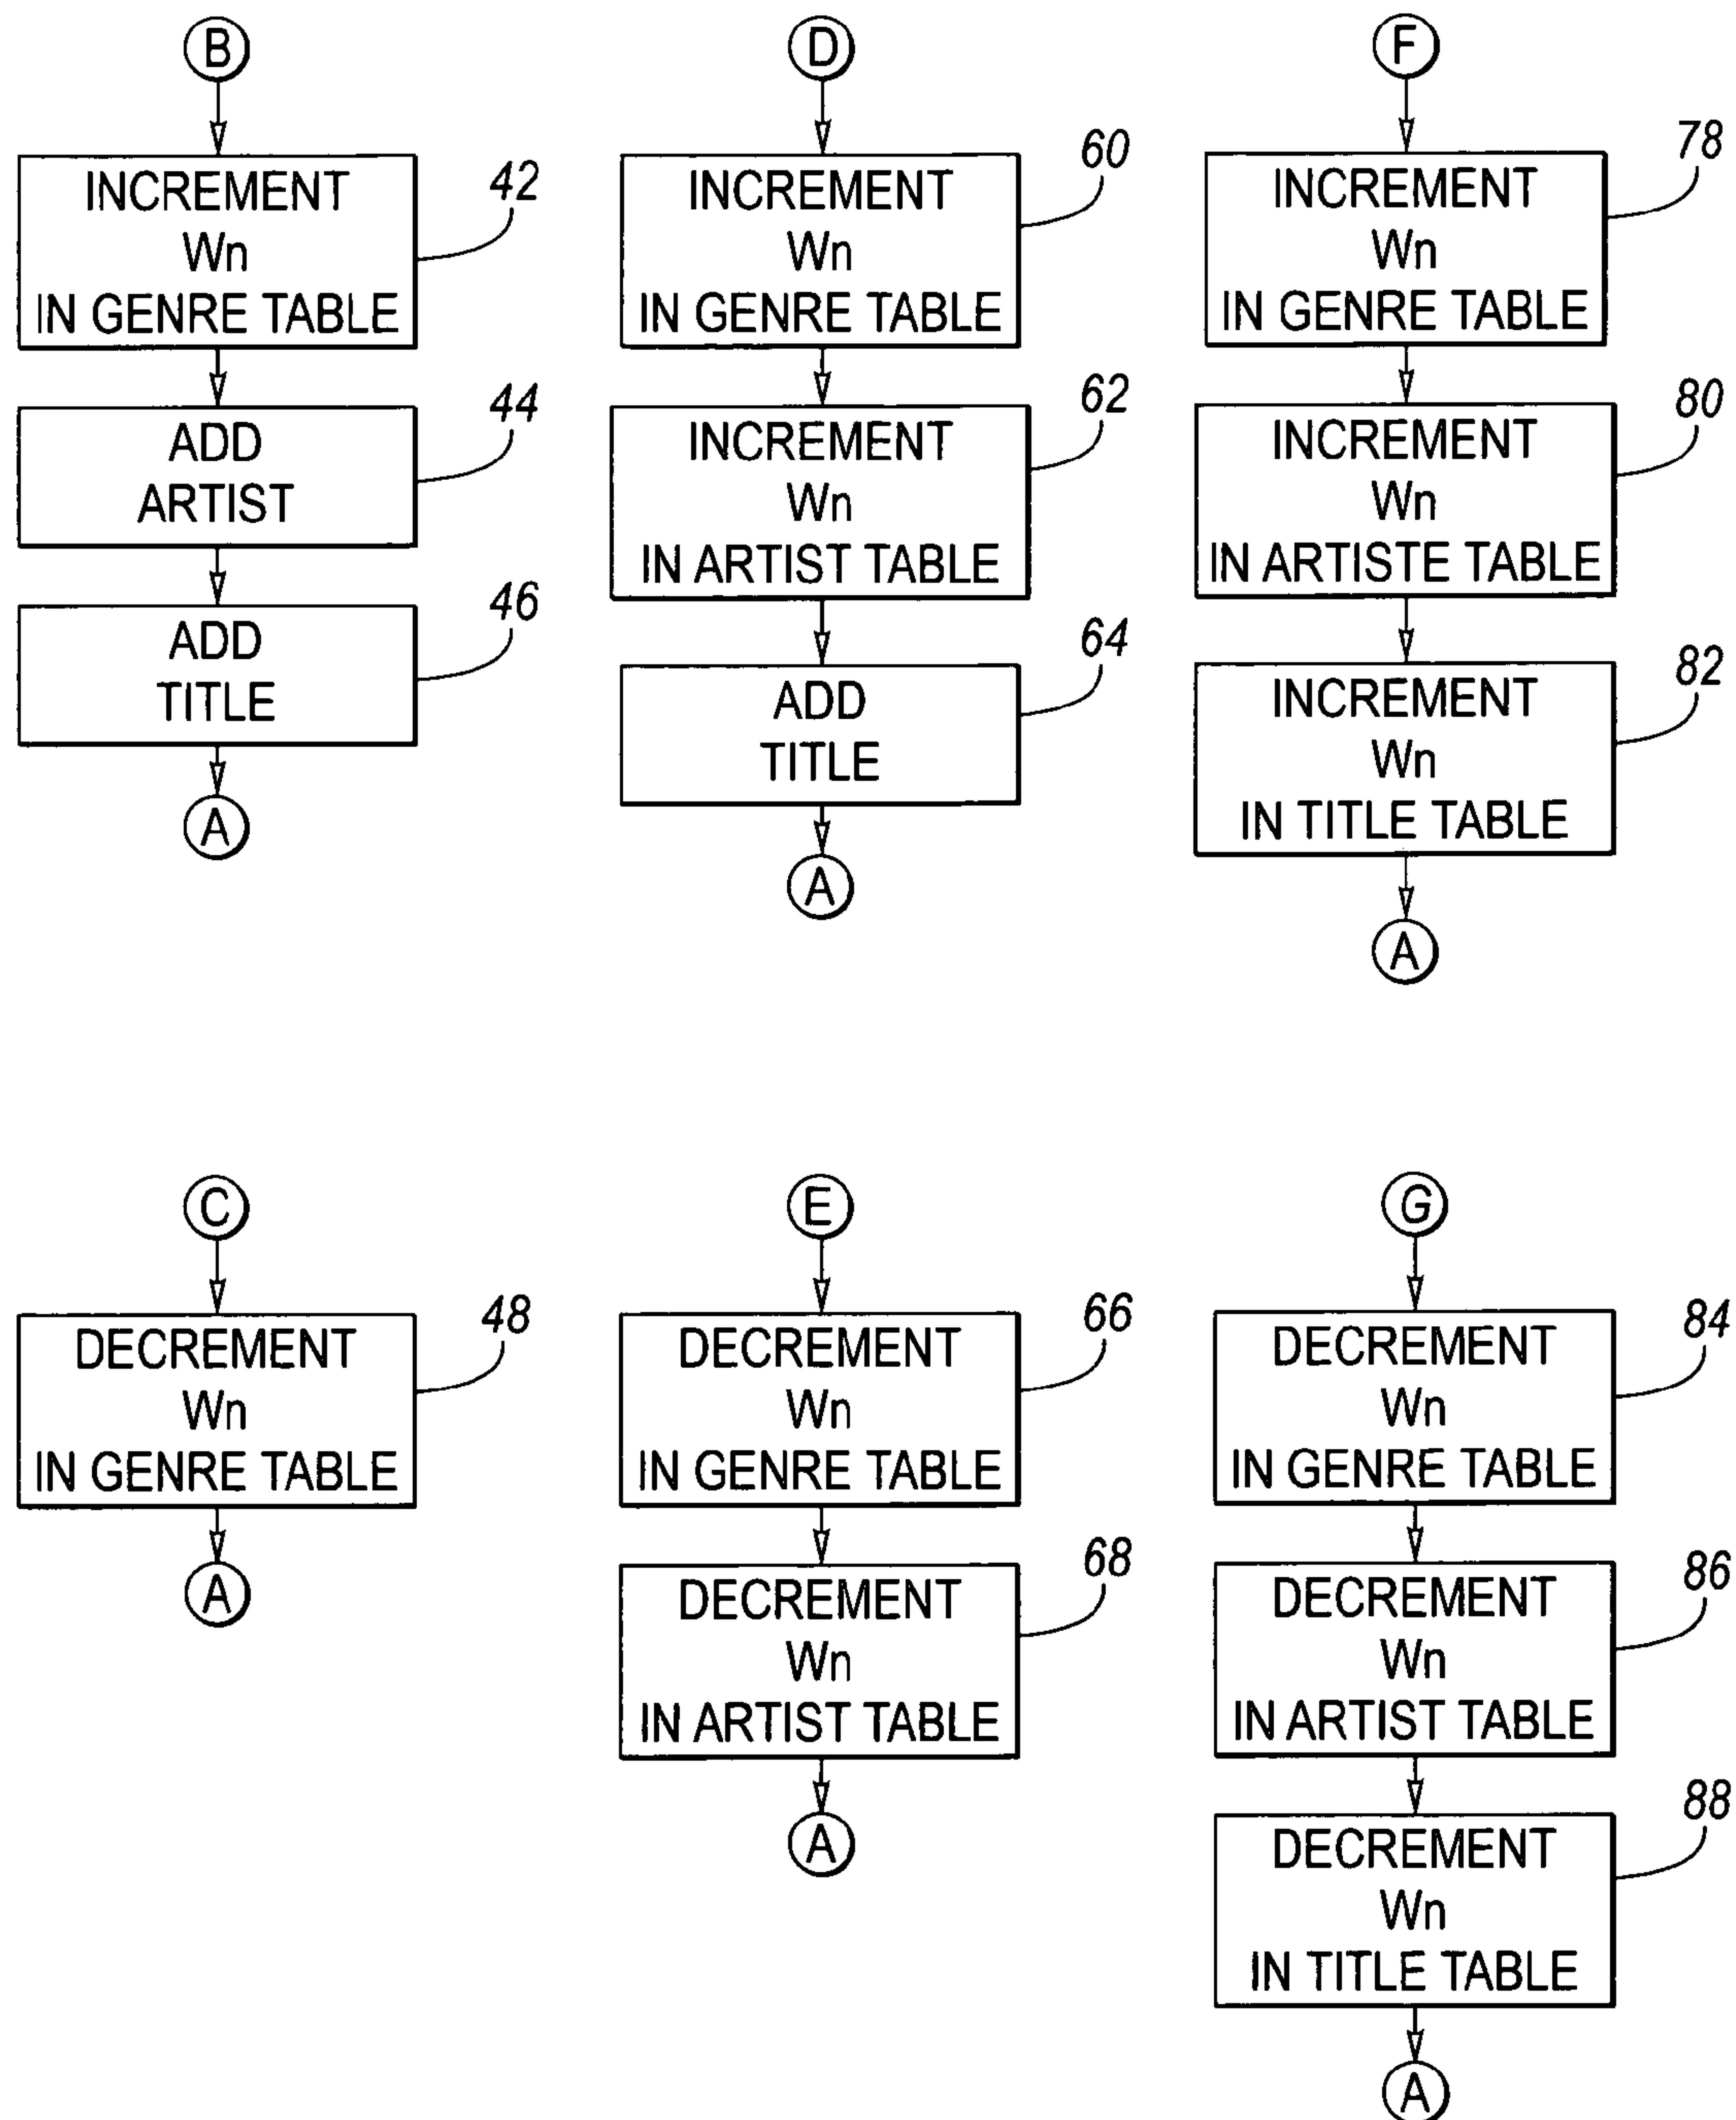 B
INCREMENT
Wn
IN GENRE TABLE
42
ADD
ARTIST
44
ADD
TITLE
46
A
D
INCREMENT
Wn
IN GENRE TABLE
60
INCREMENT
Wn
IN ARTIST TABLE
62
ADD
TITLE
64
A
F
INCREMENT
Wn
IN GENRE TABLE
78
INCREMENT
Wn
IN ARTISTE TABLE
80
INCREMENT
Wn
IN TITLE TABLE
82
A
C
DECREMENT
Wn
IN GENRE TABLE
48
A
E
DECREMENT
Wn
IN GENRE TABLE
66
DECREMENT
Wn
IN ARTIST TABLE
68
A
G
DECREMENT
Wn
IN GENRE TABLE
84
DECREMENT
Wn
IN ARTIST TABLE
86
DECREMENT
Wn
IN TITLE TABLE
88
A